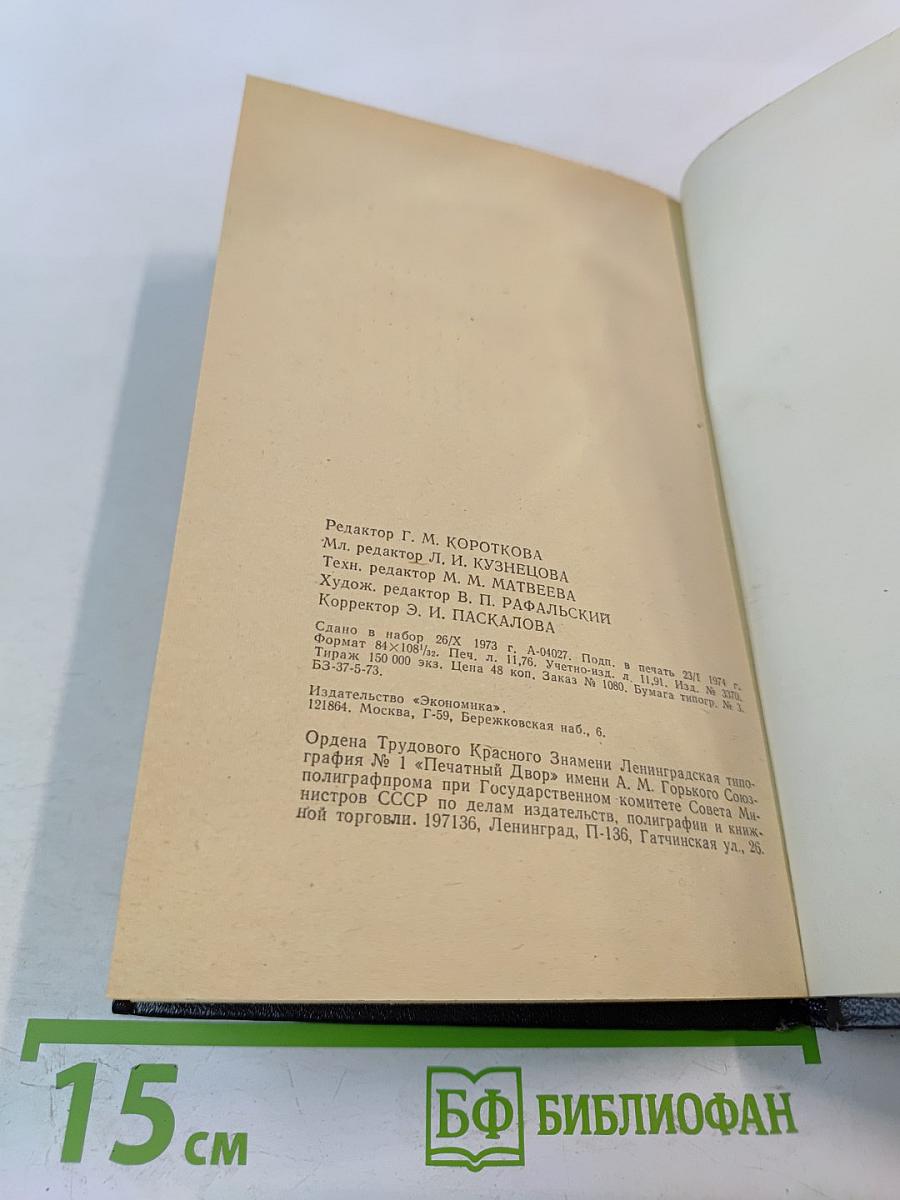 Редактор Г. М. КОРОТКОВА
Мл. редактор Л. И. КУЗНЕЦОВА
Техн. редактор М. М. МАТВЕЕВА
Худож. редактор В. П. РАФАЛЬСКИЙ
Корректор Э. И. ПАСКАЛОВА
Сдано в набор 26/X 1973 г. А-04027. Подп. в печать 23/I 1974 г.
Формат 84×108¹/₃₂. Печ. л. 11,76. Учетно-изд. л. 11,91. Изд. № 3370.
Тираж 150 000 экз. Цена 48 коп. Заказ № 1080. Бумага типогр. № 3.
БЗ-37-5-73.
Издательство «Экономика».
121864. Москва, Г-59, Бережковская наб., 6.
Ордена Трудового Красного Знамени Ленинградская типо-
графия № 1 «Печатный Двор» имени А. М. Горького Союз-
полиграфпрома при Государственном комитете Совета Ми-
нистров СССР по делам издательств, полиграфии и книж-
ной торговли. 197136, Ленинград, П-136, Гатчинская ул., 26.
15 см
БФ БИБЛИОФАН